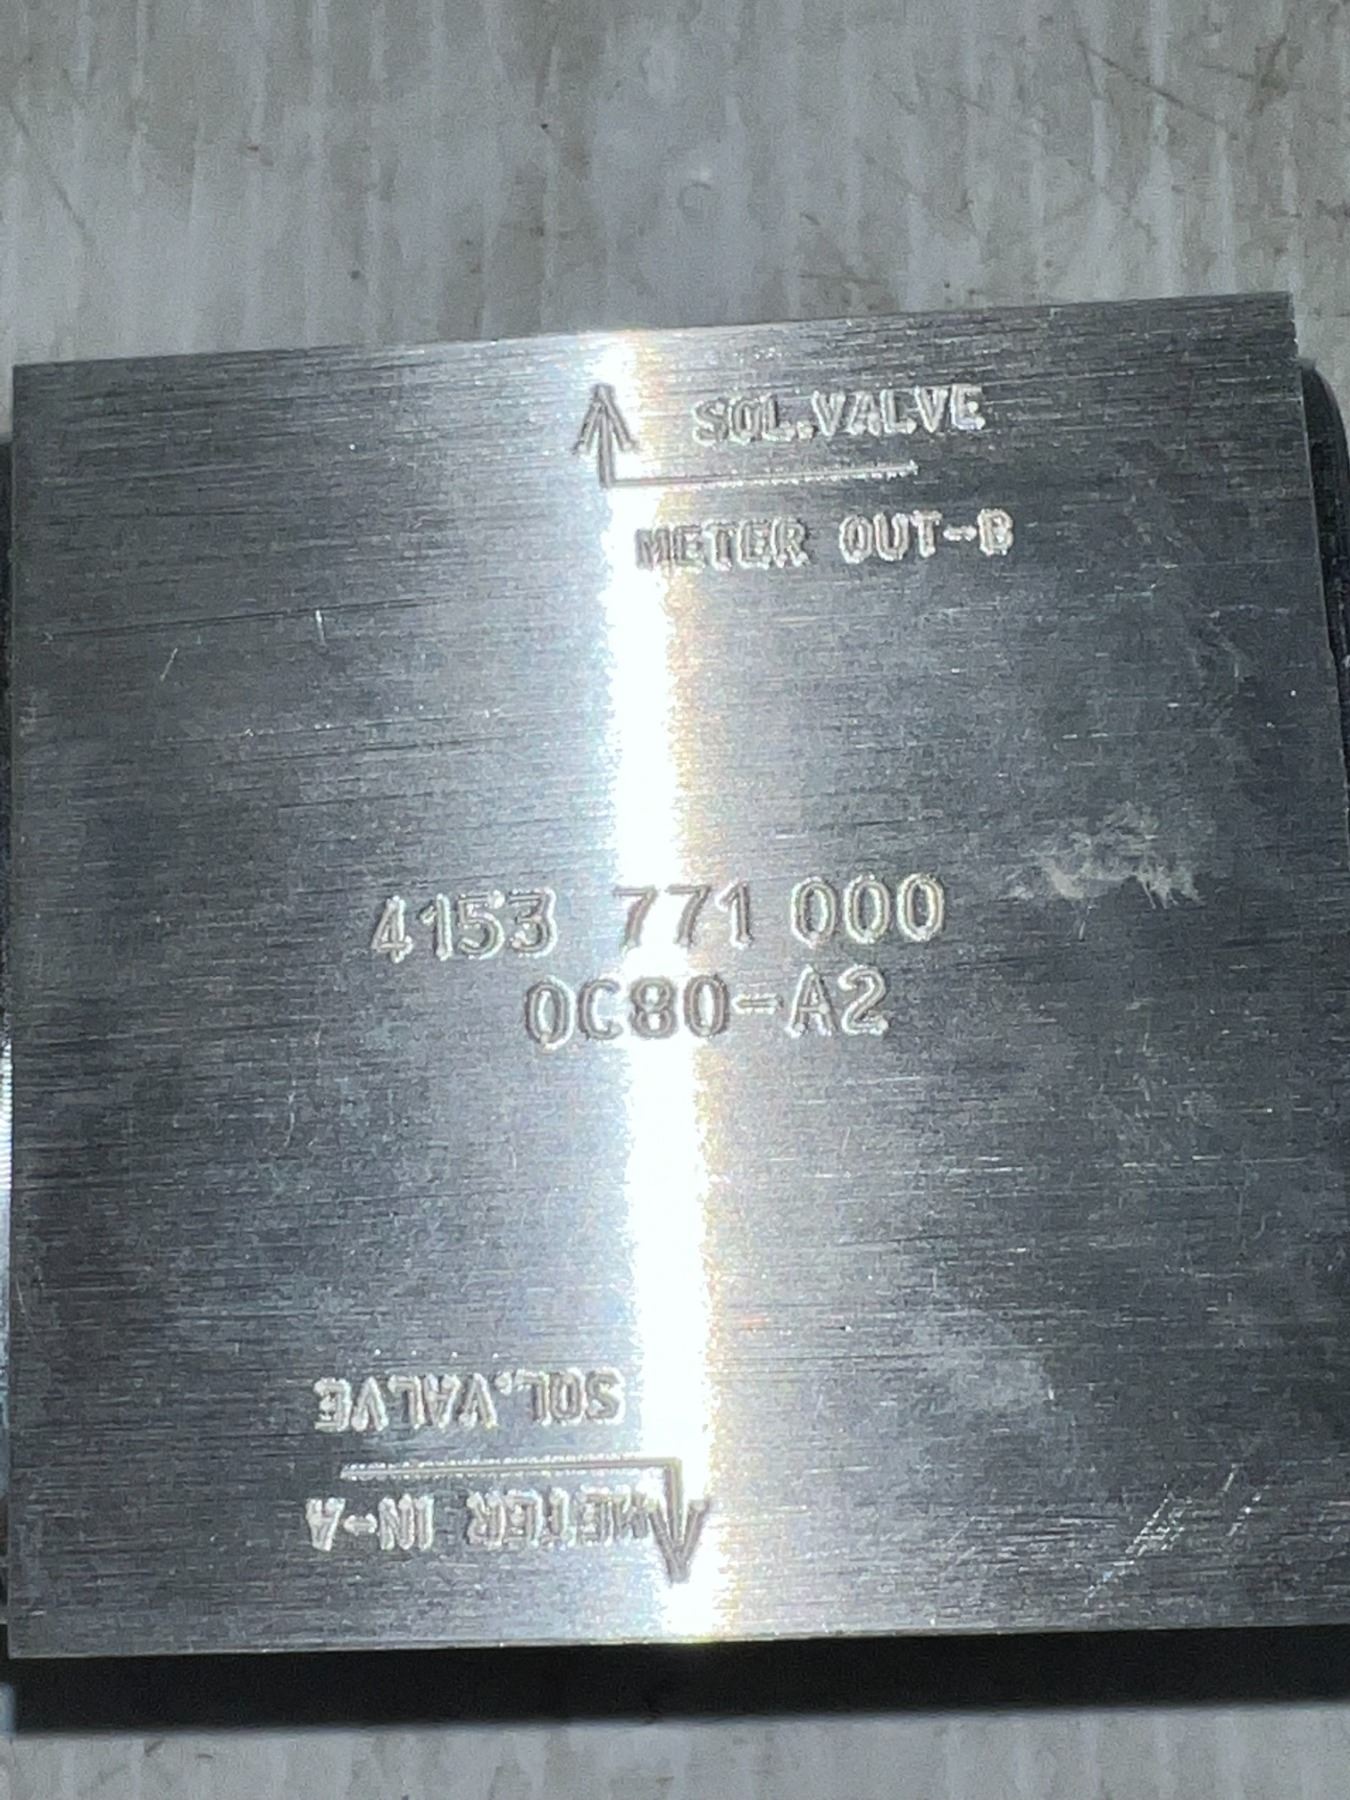 SOL.VALVE
METER OUT-B
4153 771 000
0C80-A2
SOL.VALVE
METER IN-A